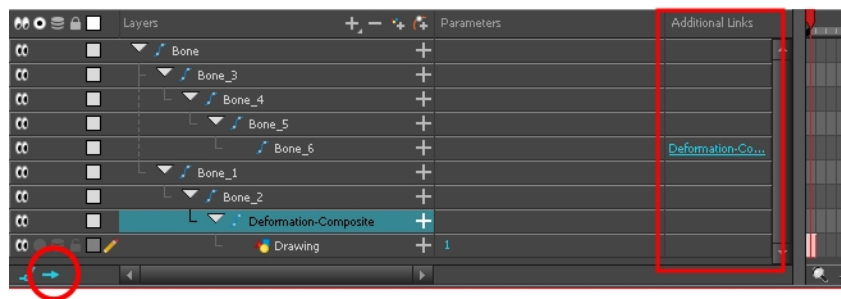 Layers Parameters Additional Links
Bone
Bone_3
Bone_4
Bone_5
Bone_6 Deformation-Co...
Bone_1
Bone_2
Deformation-Composite
Drawing 1